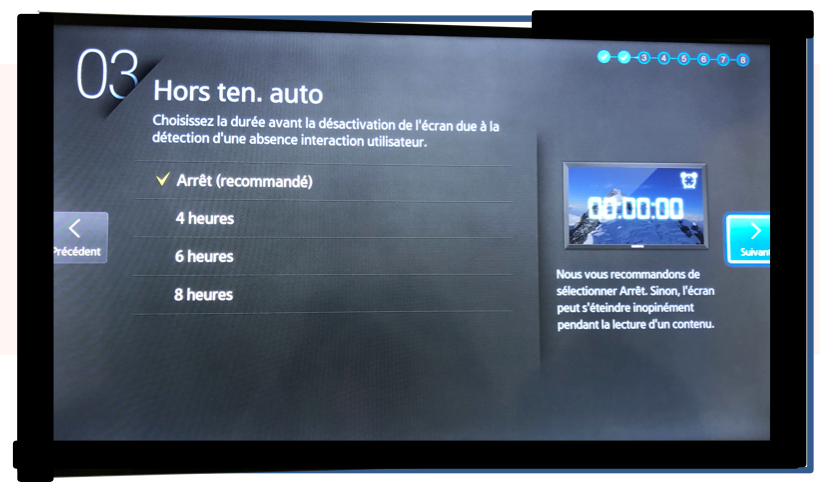 03
3 4 5 6 7 8
Hors ten. auto
Choisissez la durée avant la désactivation de l'écran due à la
détection d'une absence interaction utilisateur.
Arrêt (recommandé)
4 heures
6 heures
8 heures
Précédent
00:00:00
Suivant
Nous vous recommandons de
sélectionner Arrêt. Sinon, l'écran
peut s'éteindre inopinément
pendant la lecture d'un contenu.